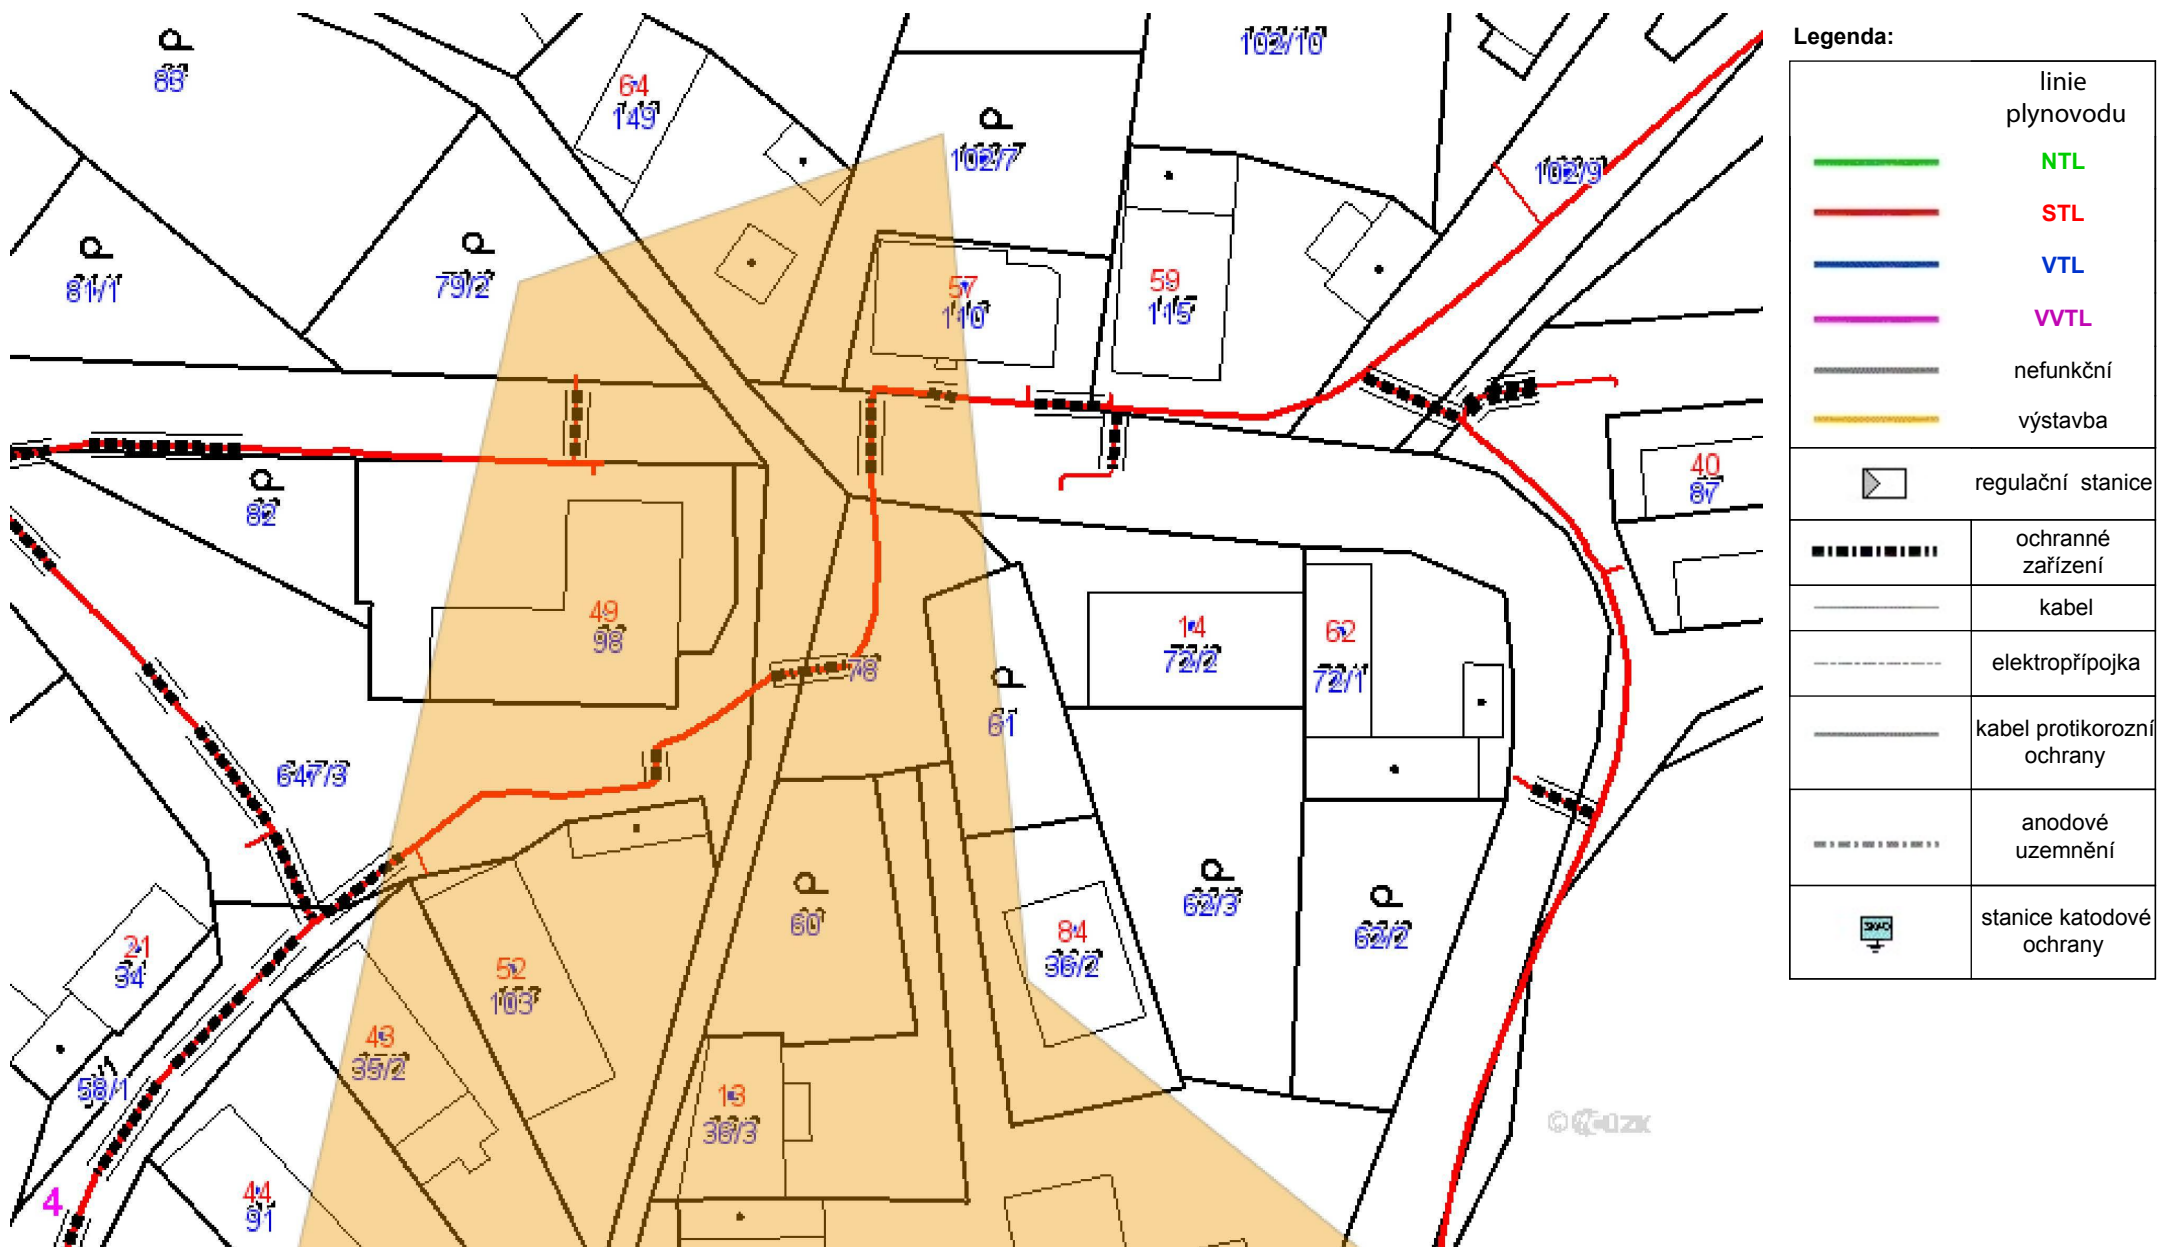 Legenda:
linie
plynovodu
NTL
STL
VTL
VVTL
nefunkční
výstavba
regulační stanice
ochranné
zařízení
kabel
elektropřípojka
kabel protikorozní
ochrany
anodové
uzemnění
stanice katodové
ochrany
83
64
149
102/10
102/7
102/9
81/1
79/2
57
110
59
115
82
40
87
49
98
78
14
72/2
62
72/1
61
647/3
60
62/3
62/2
84
36/2
21
34
52
103
43
35/2
58/1
13
36/3
44
91
4